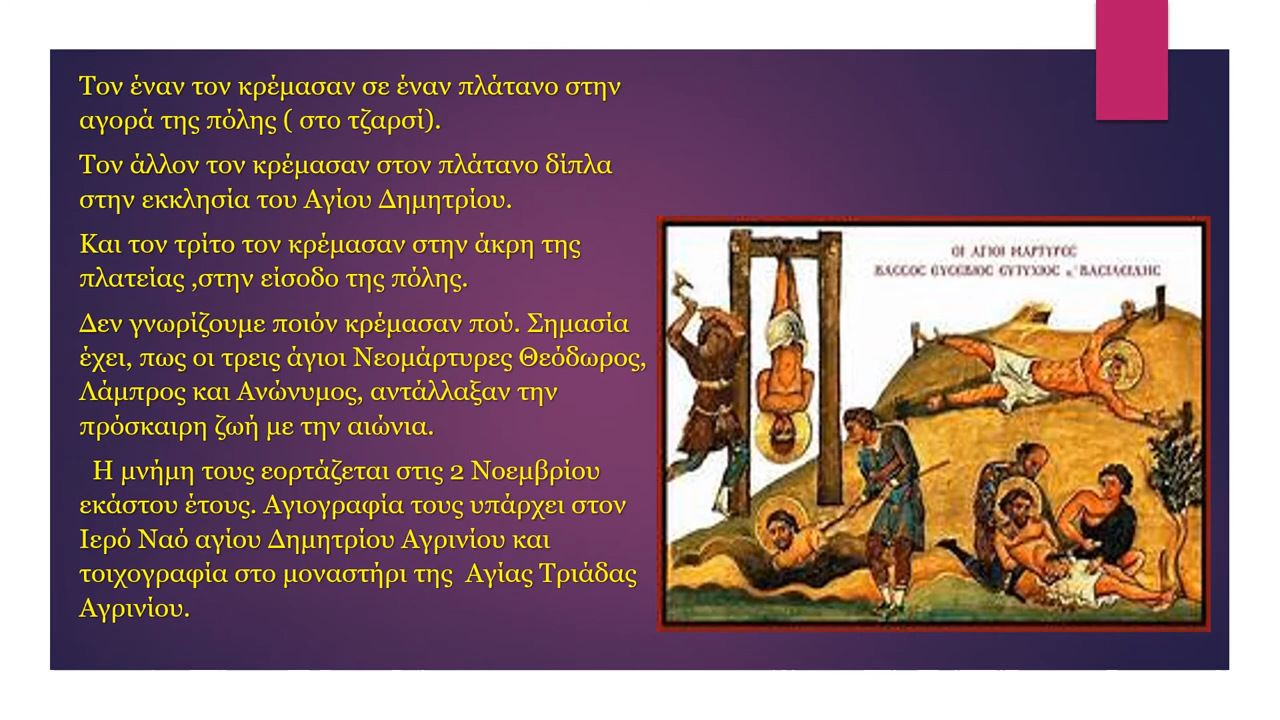 Τον έναν τον κρέμασαν σε έναν πλάτανο στην
αγορά της πόλης ( στο τζαρσί).
Τον άλλον τον κρέμασαν στον πλάτανο δίπλα
στην εκκλησία του Αγίου Δημητρίου.
Και τον τρίτο τον κρέμασαν στην άκρη της
πλατείας ,στην είσοδο της πόλης.
Δεν γνωρίζουμε ποιόν κρέμασαν πού. Σημασία
έχει, πως οι τρεις άγιοι Νεομάρτυρες Θεόδωρος,
Λάμπρος και Ανώνυμος, αντάλλαξαν την
πρόσκαιρη ζωή με την αιώνια.
Η μνήμη τους εορτάζεται στις 2 Νοεμβρίου
εκάστου έτους. Αγιογραφία τους υπάρχει στον
Ιερό Ναό αγίου Δημητρίου Αγρινίου και
τοιχογραφία στο μοναστήρι της Αγίας Τριάδας
Αγρινίου.
ΟΙ ΑΓΙΟΙ ΜΑΡΤΥΡΕΣ
ΒΑΣΣΟΣ ΕΥΣΕΒΙΟΣ ΕΥΤΥΧΙΟΣ κ' ΒΑΣΙΛΕΙΔΗΣ